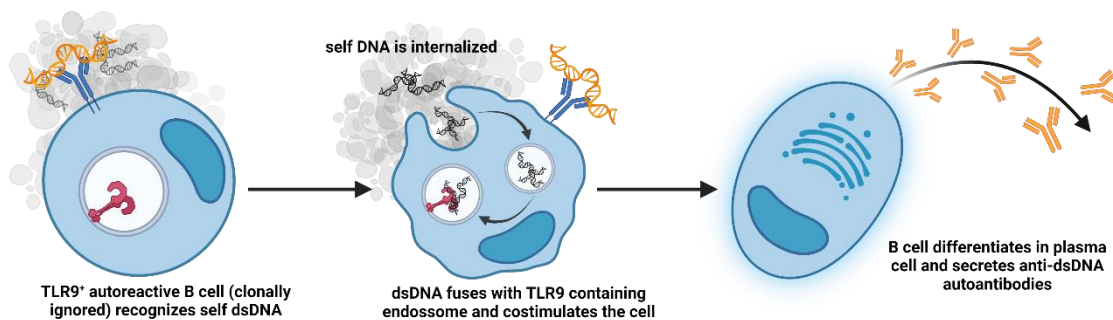 self DNA is internalized
TLR9⁺ autoreactive B cell (clonally
ignored) recognizes self dsDNA
dsDNA fuses with TLR9 containing
endossome and costimulates the cell
B cell differentiates in plasma
cell and secretes anti-dsDNA
autoantibodies